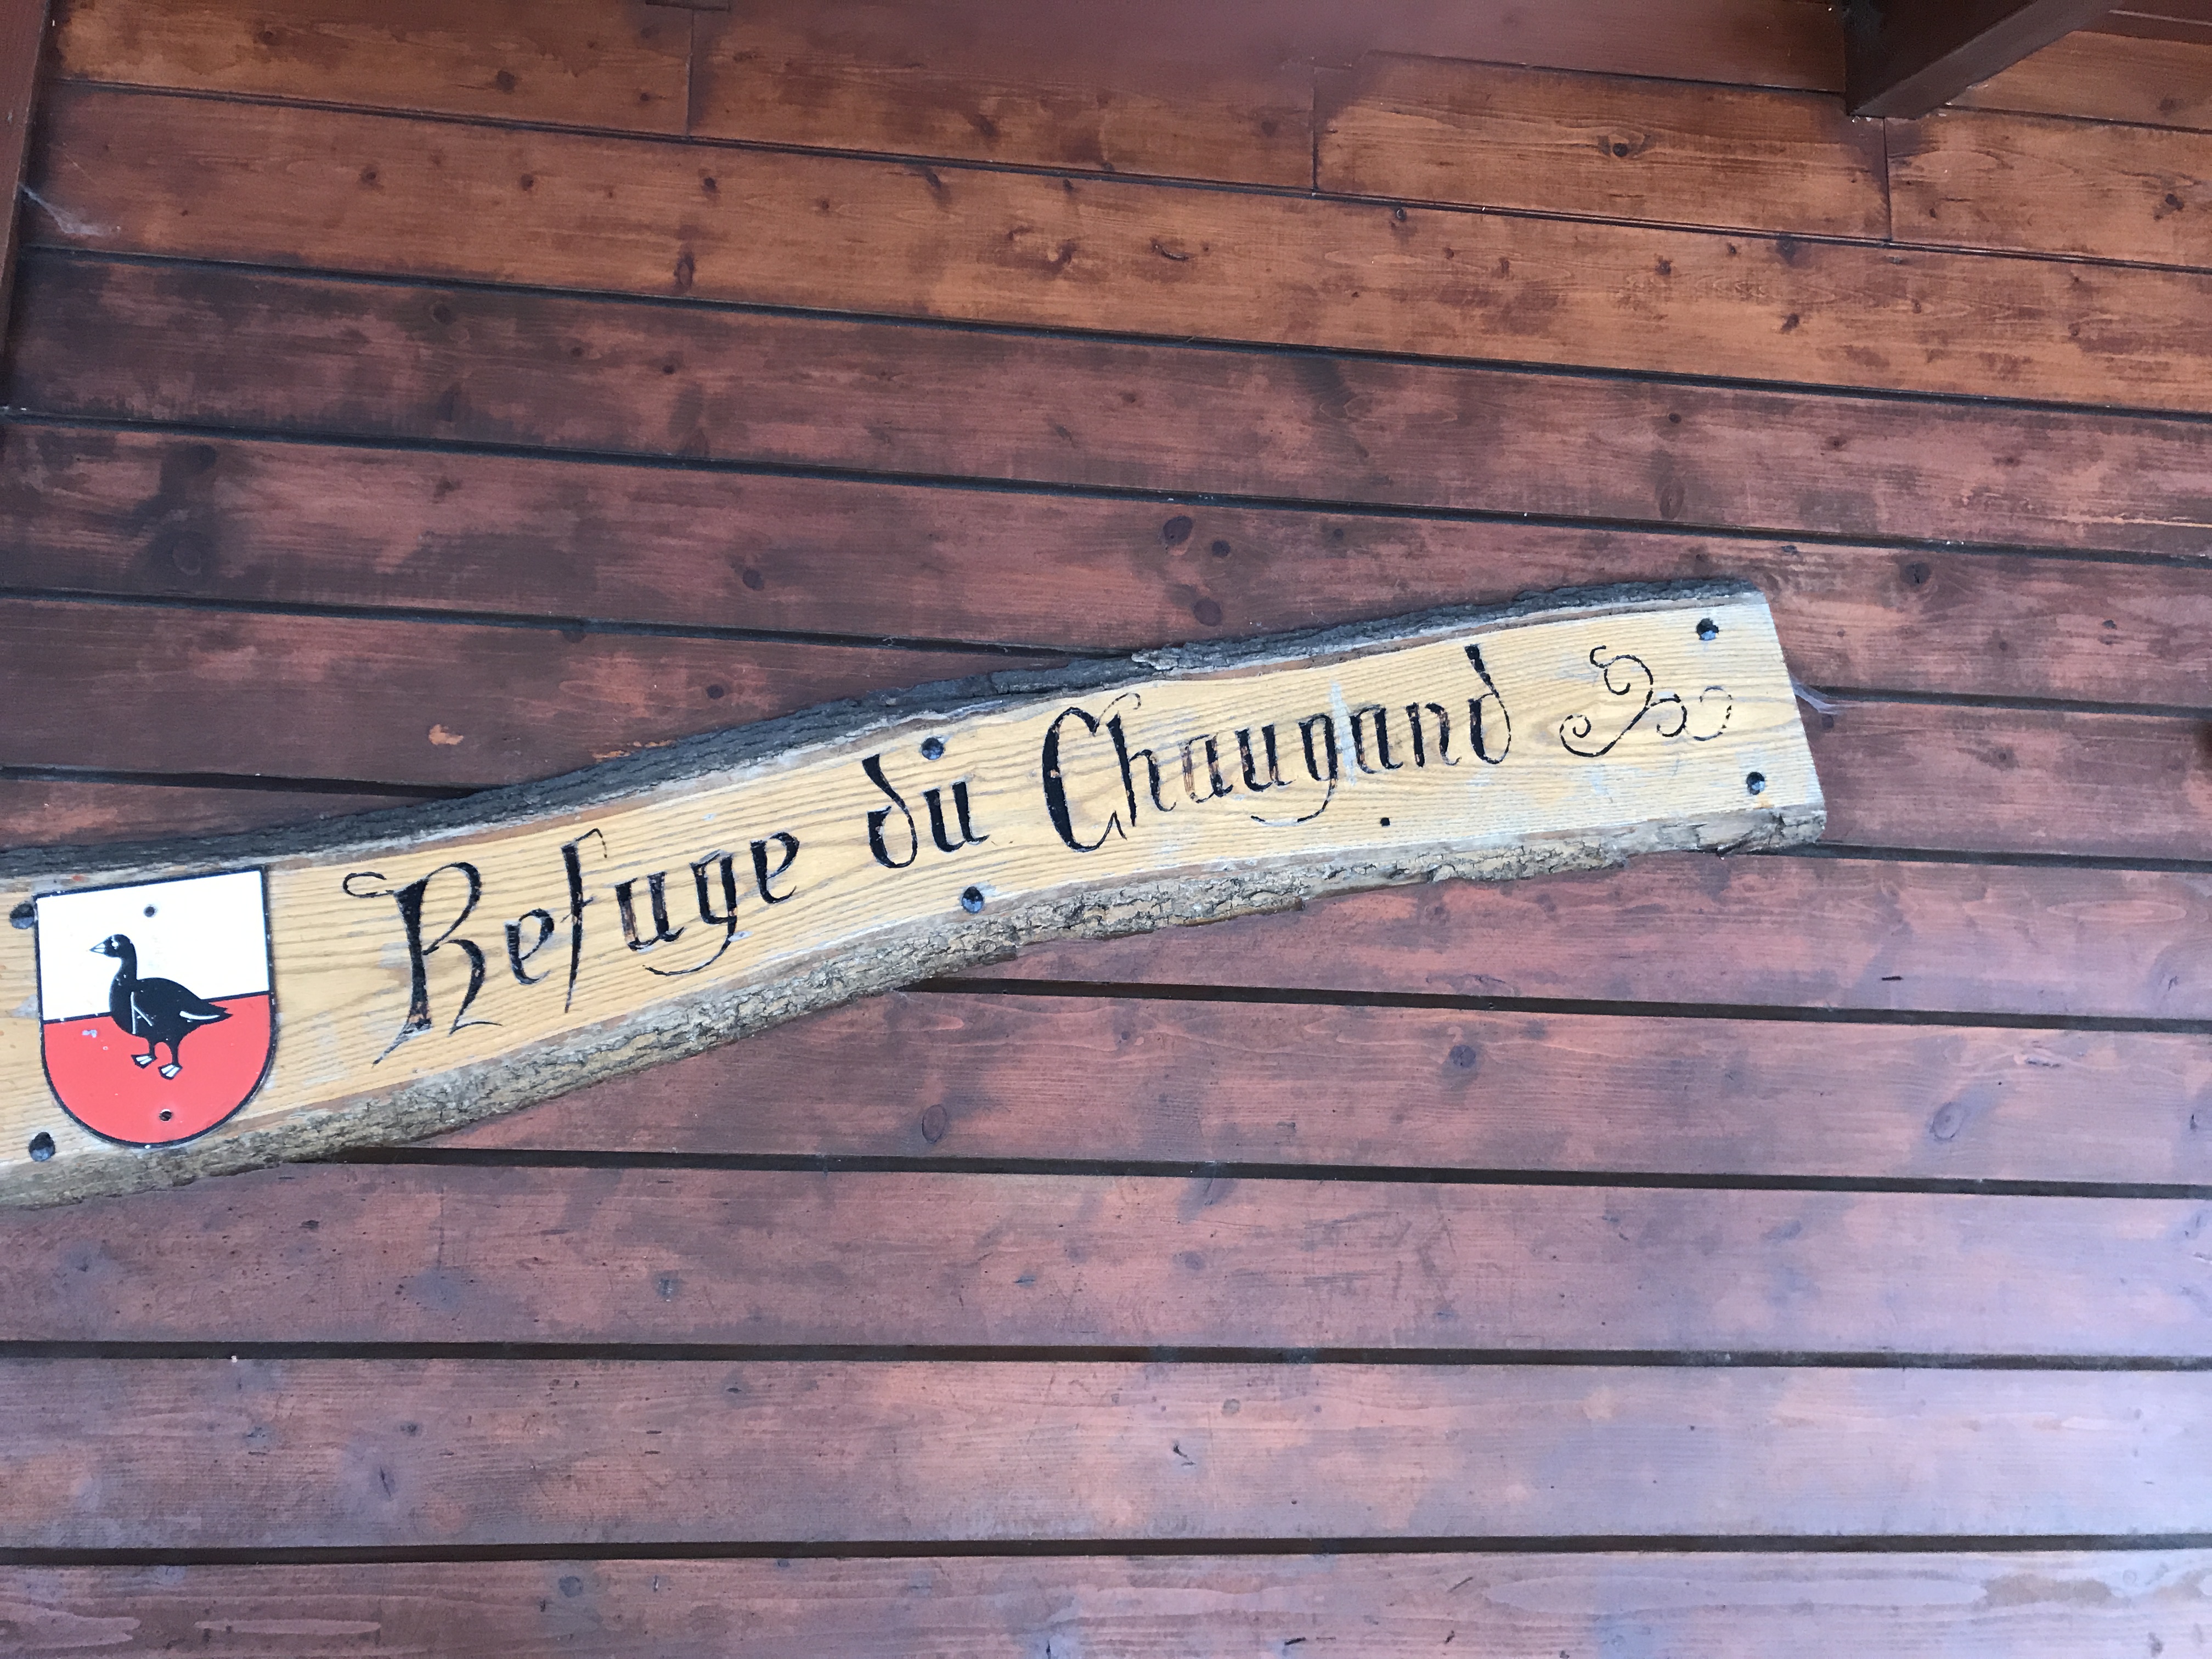 Refuge du Chaugand